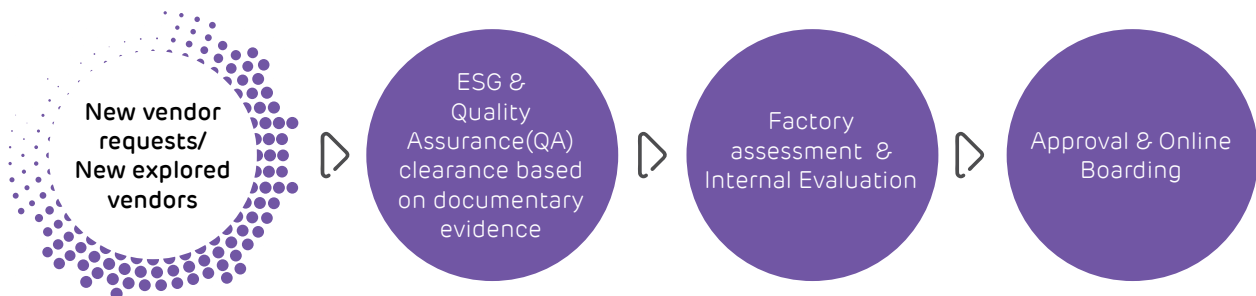 New vendor
requests/
New explored
vendors
ESG &
Quality
Assurance(QA)
clearance based
on documentary
evidence
Factory
assessment &
Internal Evaluation
Approval & Online
Boarding